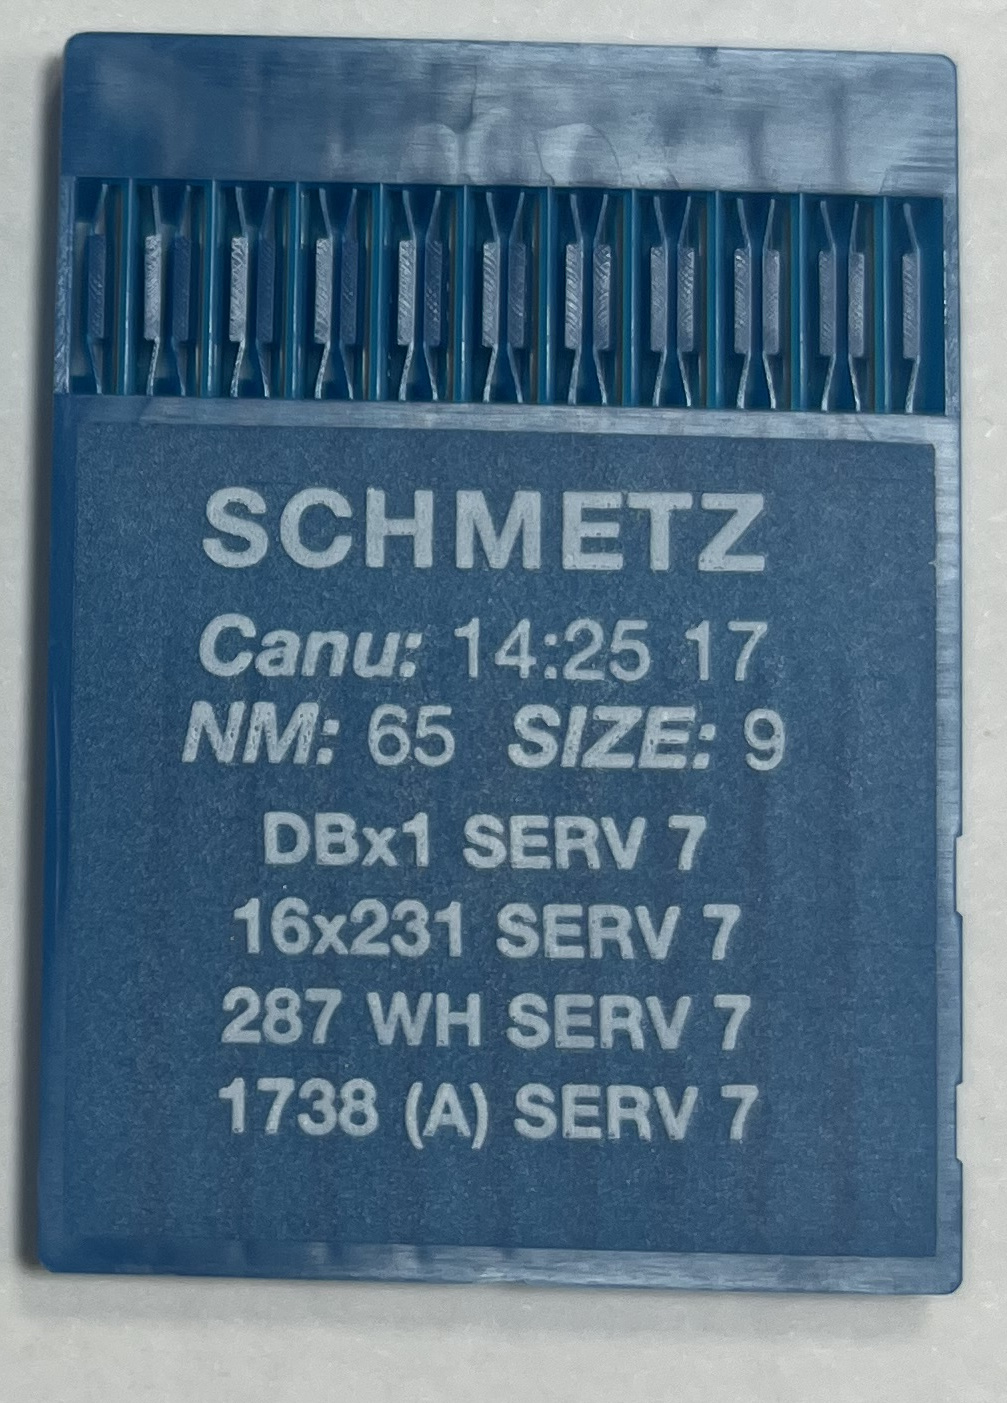 SCHMETZ
Canu: 14:25 17
NM: 65 SIZE: 9
DBx1 SERV 7
16x231 SERV 7
287 WH SERV 7
1738 (A) SERV 7